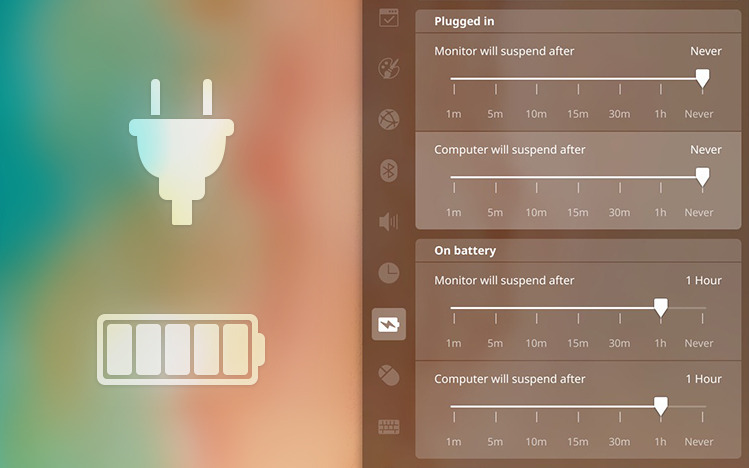 Plugged in
Monitor will suspend after Never
1m 5m 10m 15m 30m 1h Never
Computer will suspend after Never
1m 5m 10m 15m 30m 1h Never
On battery
Monitor will suspend after 1 Hour
1m 5m 10m 15m 30m 1h Never
Computer will suspend after 1 Hour
1m 5m 10m 15m 30m 1h Never